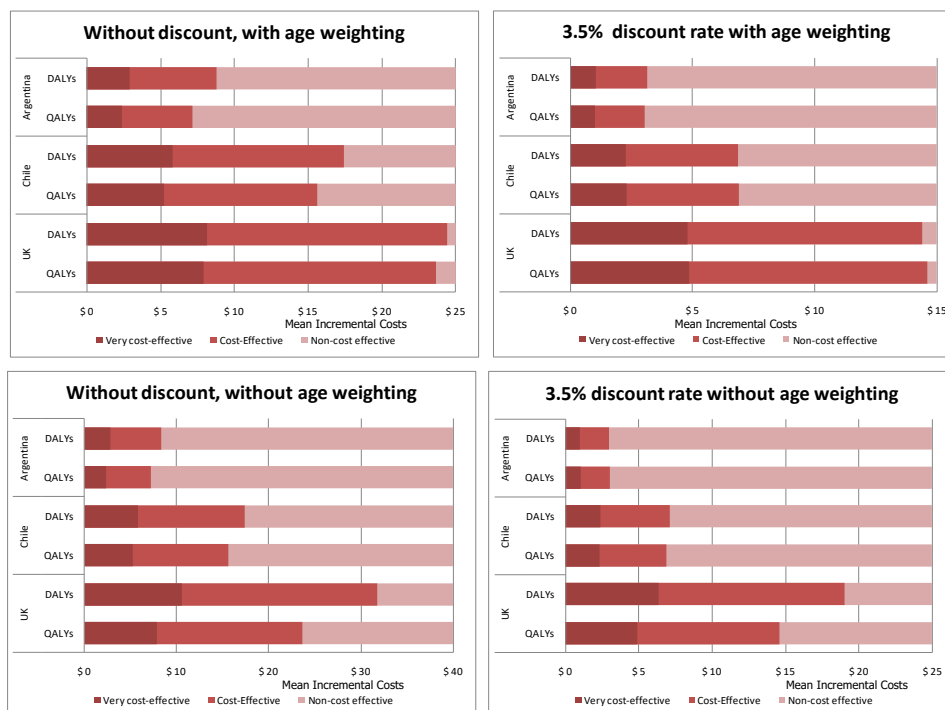 Without discount, with age weighting
Argentina
DALYs
QALYs
Chile
DALYs
QALYs
UK
DALYs
QALYs
$ 0 $ 5 $ 10 $ 15 $ 20 $ 25
Mean Incremental Costs
Very cost-effective Cost-Effective Non-cost effective
3.5% discount rate with age weighting
Argentina
DALYs
QALYs
Chile
DALYs
QALYs
UK
DALYs
QALYs
$ 0 $ 5 $ 10 $ 15
Mean Incremental Costs
Very cost-effective Cost-Effective Non-cost effective
Without discount, without age weighting
Argentina
DALYs
QALYs
Chile
DALYs
QALYs
UK
DALYs
QALYs
$ 0 $ 10 $ 20 $ 30 $ 40
Mean Incremental Costs
Very cost-effective Cost-Effective Non-cost effective
3.5% discount rate without age weighting
Argentina
DALYs
QALYs
Chile
DALYs
QALYs
UK
DALYs
QALYs
$ 0 $ 5 $ 10 $ 15 $ 20 $ 25
Mean Incremental Costs
Very cost-effective Cost-Effective Non-cost effective